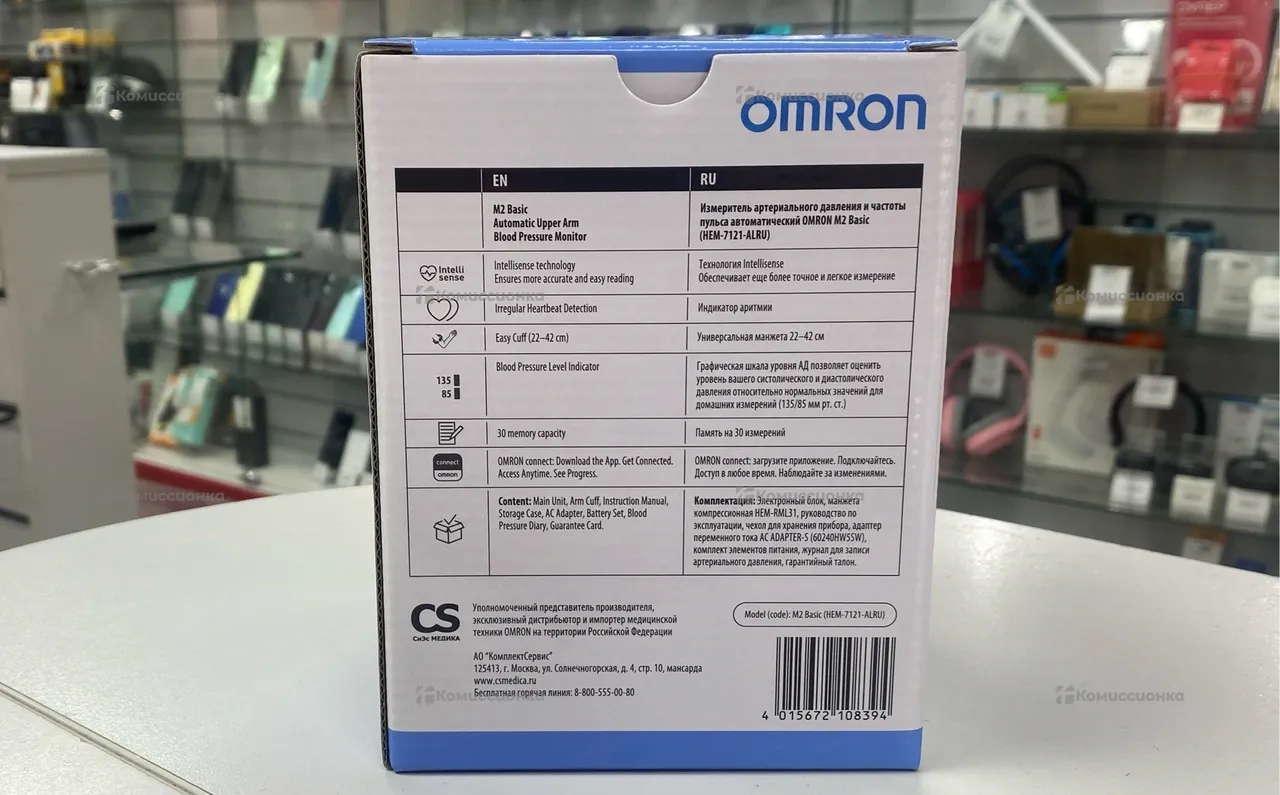 OMRON
EN
RU
M2 Basic
Automatic Upper Arm
Blood Pressure Monitor
Измеритель артериального давления и частоты
пульса автоматический OMRON M2 Basic
(HEM-7121-ALRU)
Intelli
sense
Intellisense technology
Ensures more accurate and easy reading
Технология Intellisense
Обеспечивает еще более точное и легкое измерение
Irregular Heartbeat Detection
Индикатор аритмии
Easy Cuff (22–42 cm)
Универсальная манжета 22–42 см
135
85
Blood Pressure Level Indicator
Графическая шкала уровня АД позволяет оценить
уровень вашего систолического и диастолического
давления относительно нормальных значений для
домашних измерений (135/85 мм рт. ст.)
30 memory capacity
Память на 30 измерений
connect
OMRON
OMRON connect: Download the App. Get Connected.
Access Anytime. See Progress.
OMRON connect: загрузите приложение. Подключайтесь.
Доступ в любое время. Наблюдайте за изменениями.
Content: Main Unit, Arm Cuff, Instruction Manual,
Storage Case, AC Adapter, Battery Set, Blood
Pressure Diary, Guarantee Card.
Комплектация: Электронный блок, манжета
компрессионная HEM-RML31, руководство по
эксплуатации, чехол для хранения прибора, адаптер
переменного тока AC ADAPTER-S (60240HW5SW),
комплект элементов питания, журнал для записи
артериального давления, гарантийный талон.
CS
СиЭс МЕДИКА
Уполномоченный представитель производителя,
эксклюзивный дистрибьютор и импортер медицинской
техники OMRON на территории Российской Федерации
АО "КомплектСервис"
125413, г. Москва, ул. Солнечногорская, д. 4, стр. 10, мансарда
www.csmedica.ru
Бесплатная горячая линия: 8-800-555-00-80
Model (code): M2 Basic (HEM-7121-ALRU)
4 015672 108394
Комиссионка
Комиссионка
Комиссионка
Комиссионка
Комиссионка
Комиссионка
Комиссионка
Комиссионка